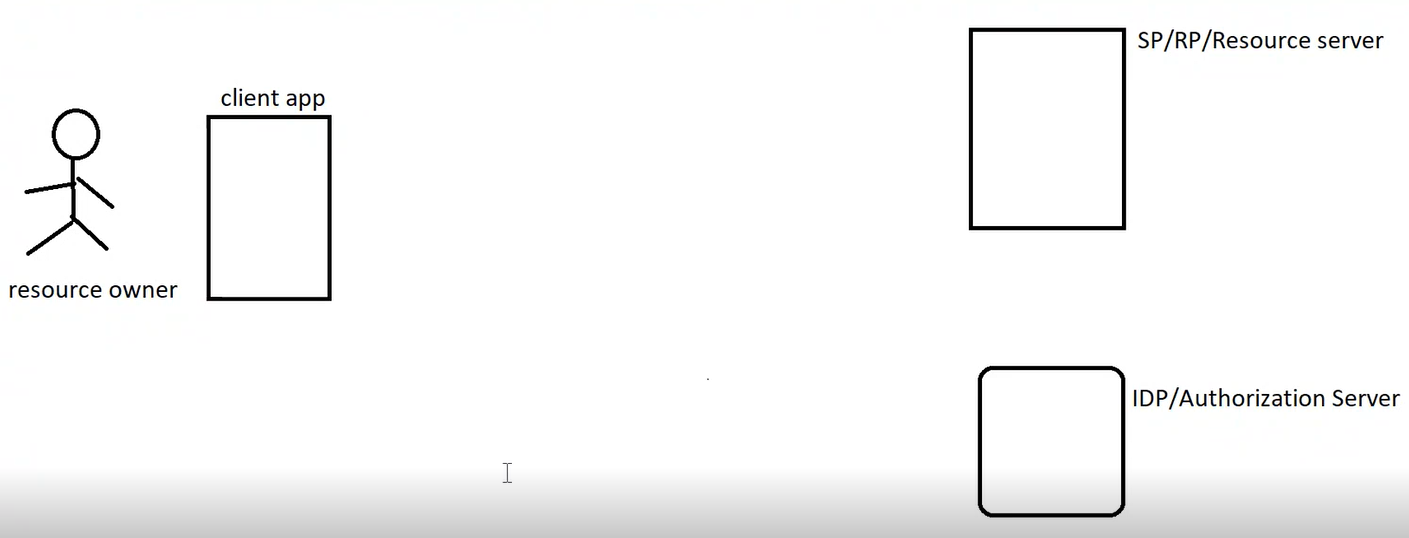 SP/RP/Resource server
client app
resource owner
IDP/Authorization Server